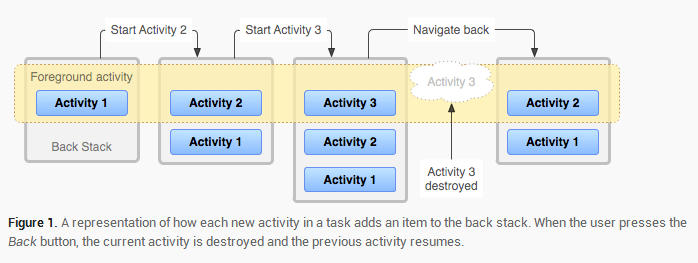 Start Activity 2
Start Activity 3
Navigate back
Foreground activity
Activity 1
Back Stack
Activity 2
Activity 1
Activity 3
Activity 2
Activity 1
Activity 3
Activity 3
destroyed
Activity 2
Activity 1
Figure 1. A representation of how each new activity in a task adds an item to the back stack. When the user presses the
Back button, the current activity is destroyed and the previous activity resumes.